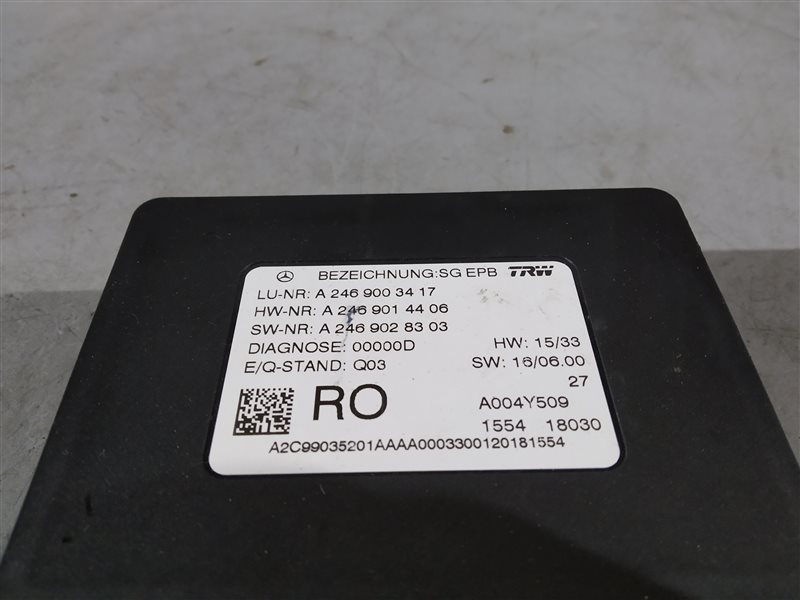 BEZEICHNUNG:SG EPB TRW
LU-NR: A 246 900 34 17
HW-NR: A 246 901 44 06
SW-NR: A 246 902 83 03
DIAGNOSE: 00000D HW: 15/33
E/Q-STAND: Q03 SW: 16/06.00
27
RO A004Y509
1554 18030
A2C99035201AAAA0003300120181554